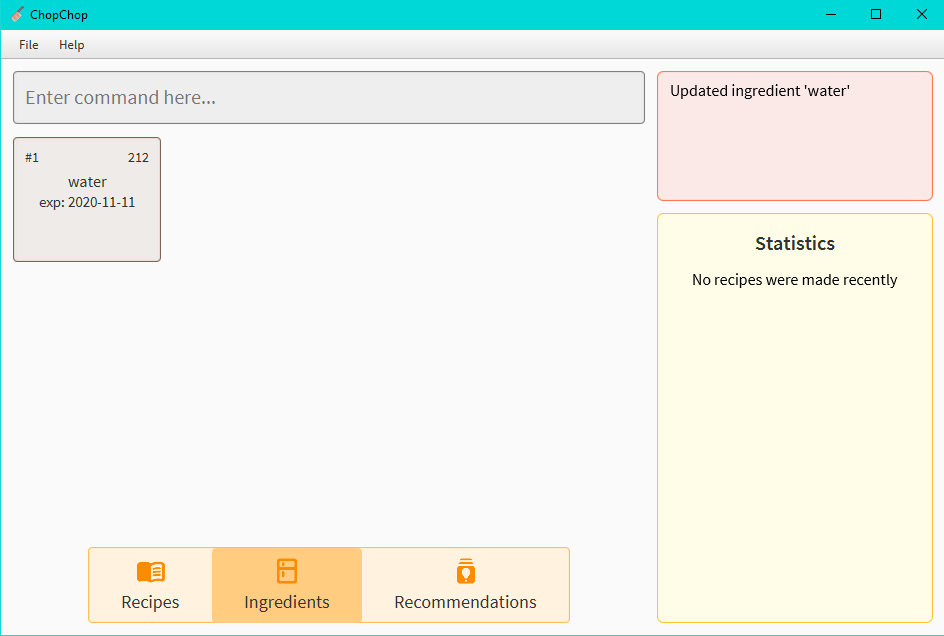 ChopChop
File Help
Enter command here...
Updated ingredient 'water'
#1 212
water
exp: 2020-11-11
Statistics
No recipes were made recently
Recipes Ingredients Recommendations